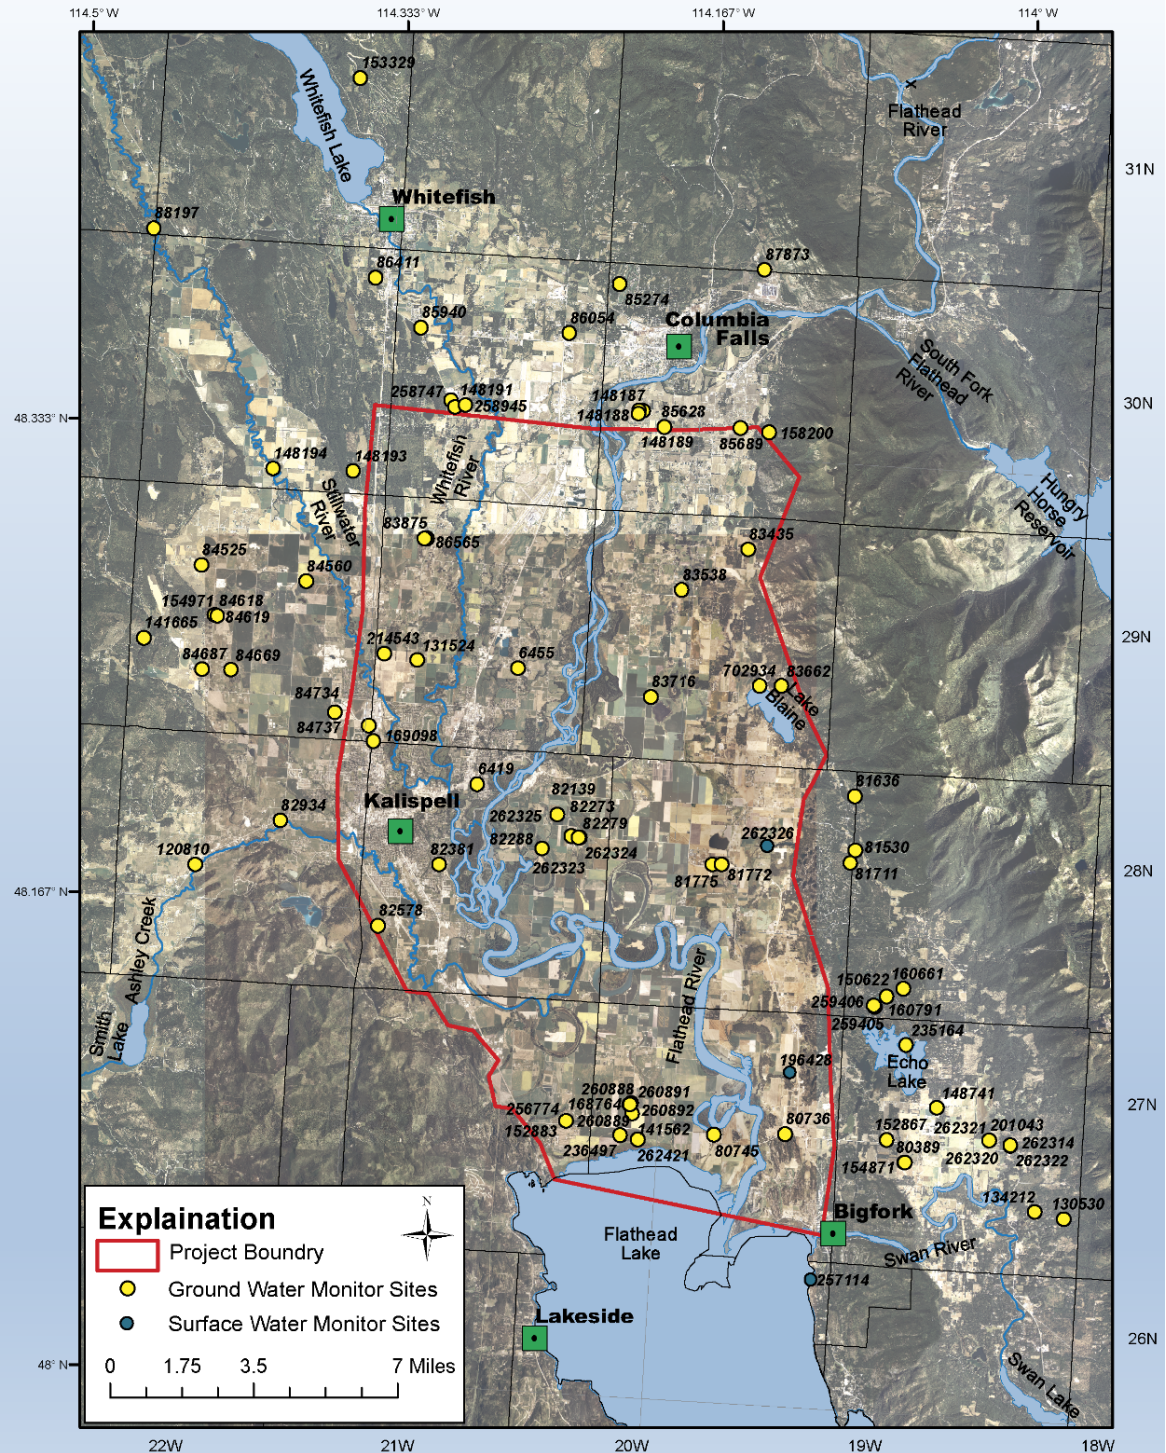 114.5° W
114.333° W
114.167° W
114° W
153329
Whitefish Lake
Flathead
River
31N
Whitefish
88197
86411
87873
85274
85940
86054
Columbia
Falls
South Fork
Flathead
River
258747
148191
258945
148187
148188
85628
148189
85689
158200
30N
48.333° N
148194
148193
Whitefish
River
Stillwater
River
Hungry
Horse
Reservoir
83875
86565
83435
84525
84560
83538
154971
84618
84619
141665
214543
131524
6455
29N
84687
84669
702934
83662
83716
Lake
Blaine
84734
84737
169098
6419
81636
82139
82273
262325
82279
Kalispell
82934
82288
262324
262326
81530
120810
82381
262323
81775
81772
81711
28N
48.167° N
82578
Ashley Creek
Flathead River
150622
160661
259406
160791
259405
235164
Smith
Lake
Echo
Lake
196428
260888
260891
256774
168764
260892
152883
260889
141562
236497
262421
80745
80736
148741
27N
152867
262321
201043
80389
262314
262320
262322
154871
134212
130530
Bigfork
Swan River
Flathead
Lake
257114
Lakeside
26N
Swan Lake
48° N
Explaination
N
Project Boundry
Ground Water Monitor Sites
Surface Water Monitor Sites
0
1.75
3.5
7 Miles
22W
21W
20W
19W
18W